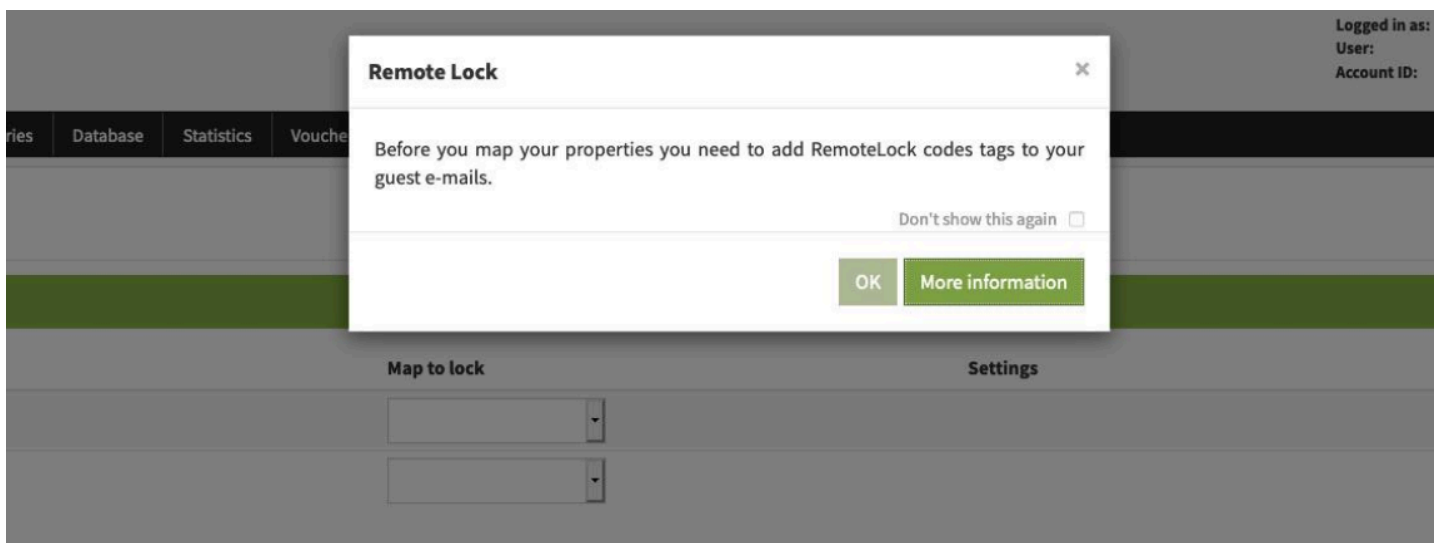 Logged in as:
User:
Account ID:
Remote Lock
×
ries Database Statistics Vouche
Before you map your properties you need to add RemoteLock codes tags to your
guest e-mails.
Don't show this again
OK More information
Map to lock Settings